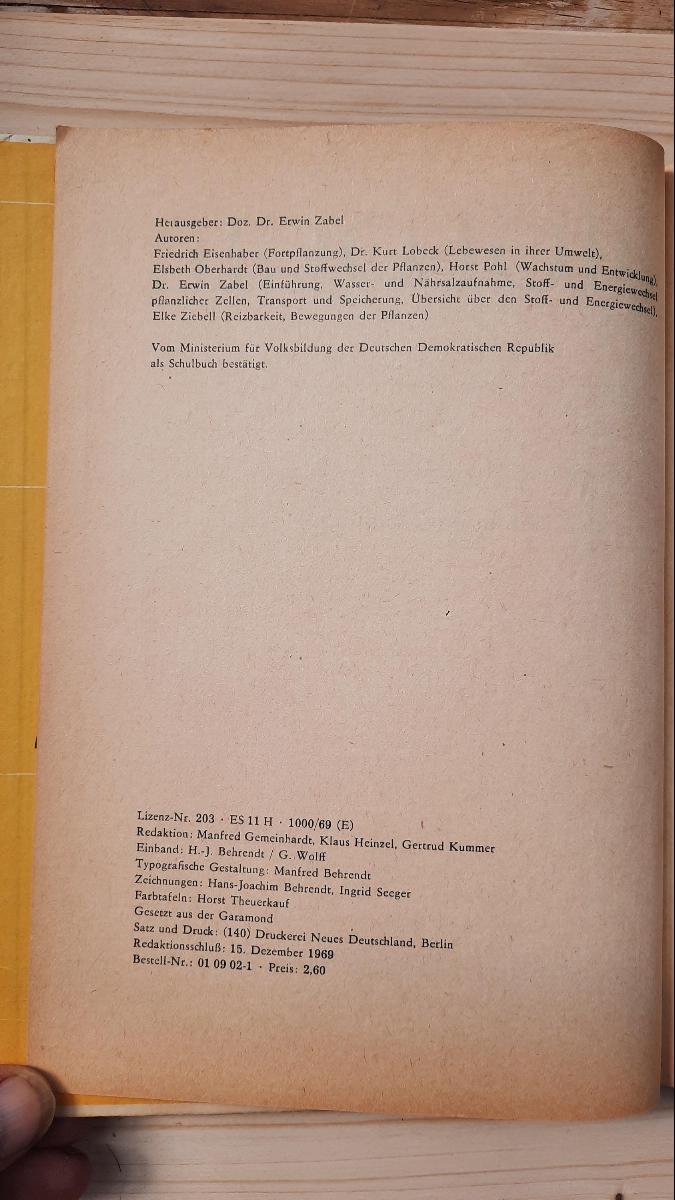 Herausgeber: Doz. Dr. Erwin Zabel
Autoren:
Friedrich Eisenhaber (Fortpflanzung), Dr. Kurt Lobeck (Lebewesen in ihrer Umwelt),
Elsbeth Oberhardt (Bau und Stoffwechsel der Pflanzen), Horst Pohl (Wachstum und Entwicklung),
Dr. Erwin Zabel (Einführung, Wasser- und Nährsalzaufnahme, Stoff- und Energiewechsel
pflanzlicher Zellen, Transport und Speicherung, Übersicht über den Stoff- und Energiewechsel),
Elke Ziebell (Reizbarkeit, Bewegungen der Pflanzen)
Vom Ministerium für Volksbildung der Deutschen Demokratischen Republik
als Schulbuch bestätigt.
Lizenz-Nr. 203 · ES 11 H · 1000/69 (E)
Redaktion: Manfred Gemeinhardt, Klaus Heinzel, Gertrud Kummer
Einband: H.-J. Behrendt / G. Wolff
Typografische Gestaltung: Manfred Behrendt
Zeichnungen: Hans-Joachim Behrendt, Ingrid Seeger
Farbtafeln: Horst Theuerkauf
Gesetzt aus der Garamond
Satz und Druck: (140) Druckerei Neues Deutschland, Berlin
Redaktionsschluß: 15. Dezember 1969
Bestell-Nr.: 01 09 02-1 · Preis: 2,60